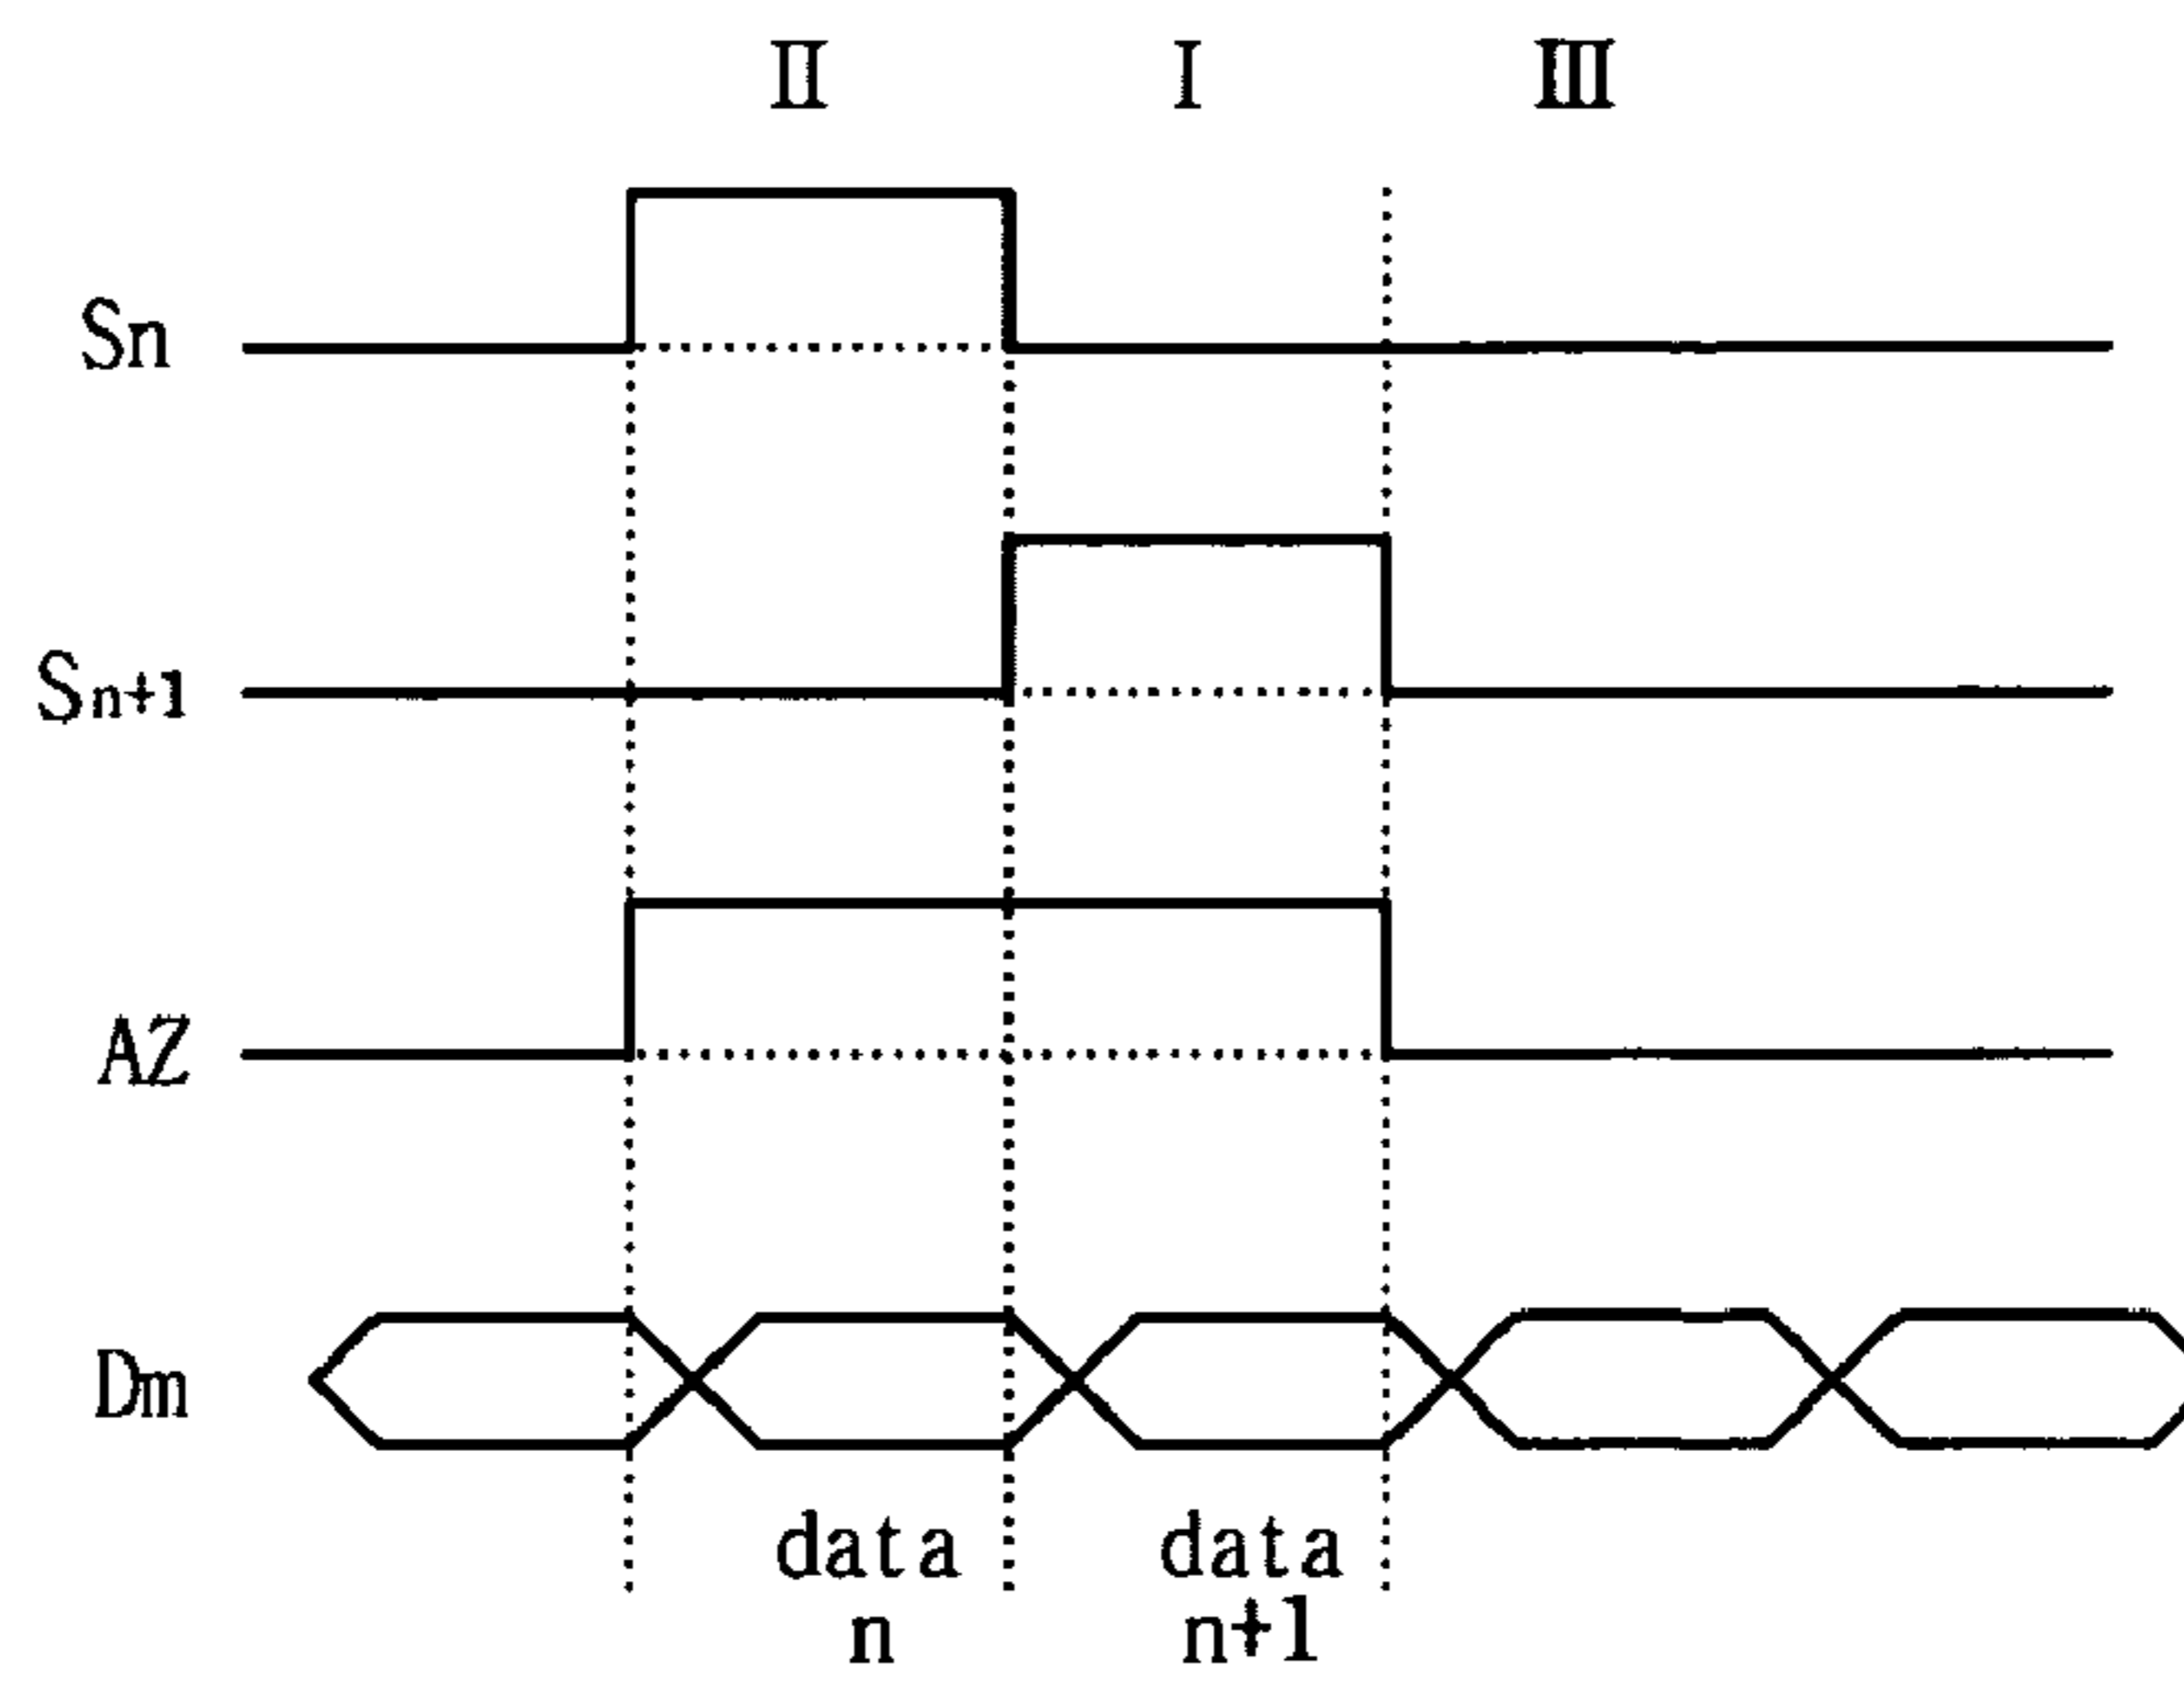 II I III
Sn
Sn+1
AZ
Dm
data data
n n+1